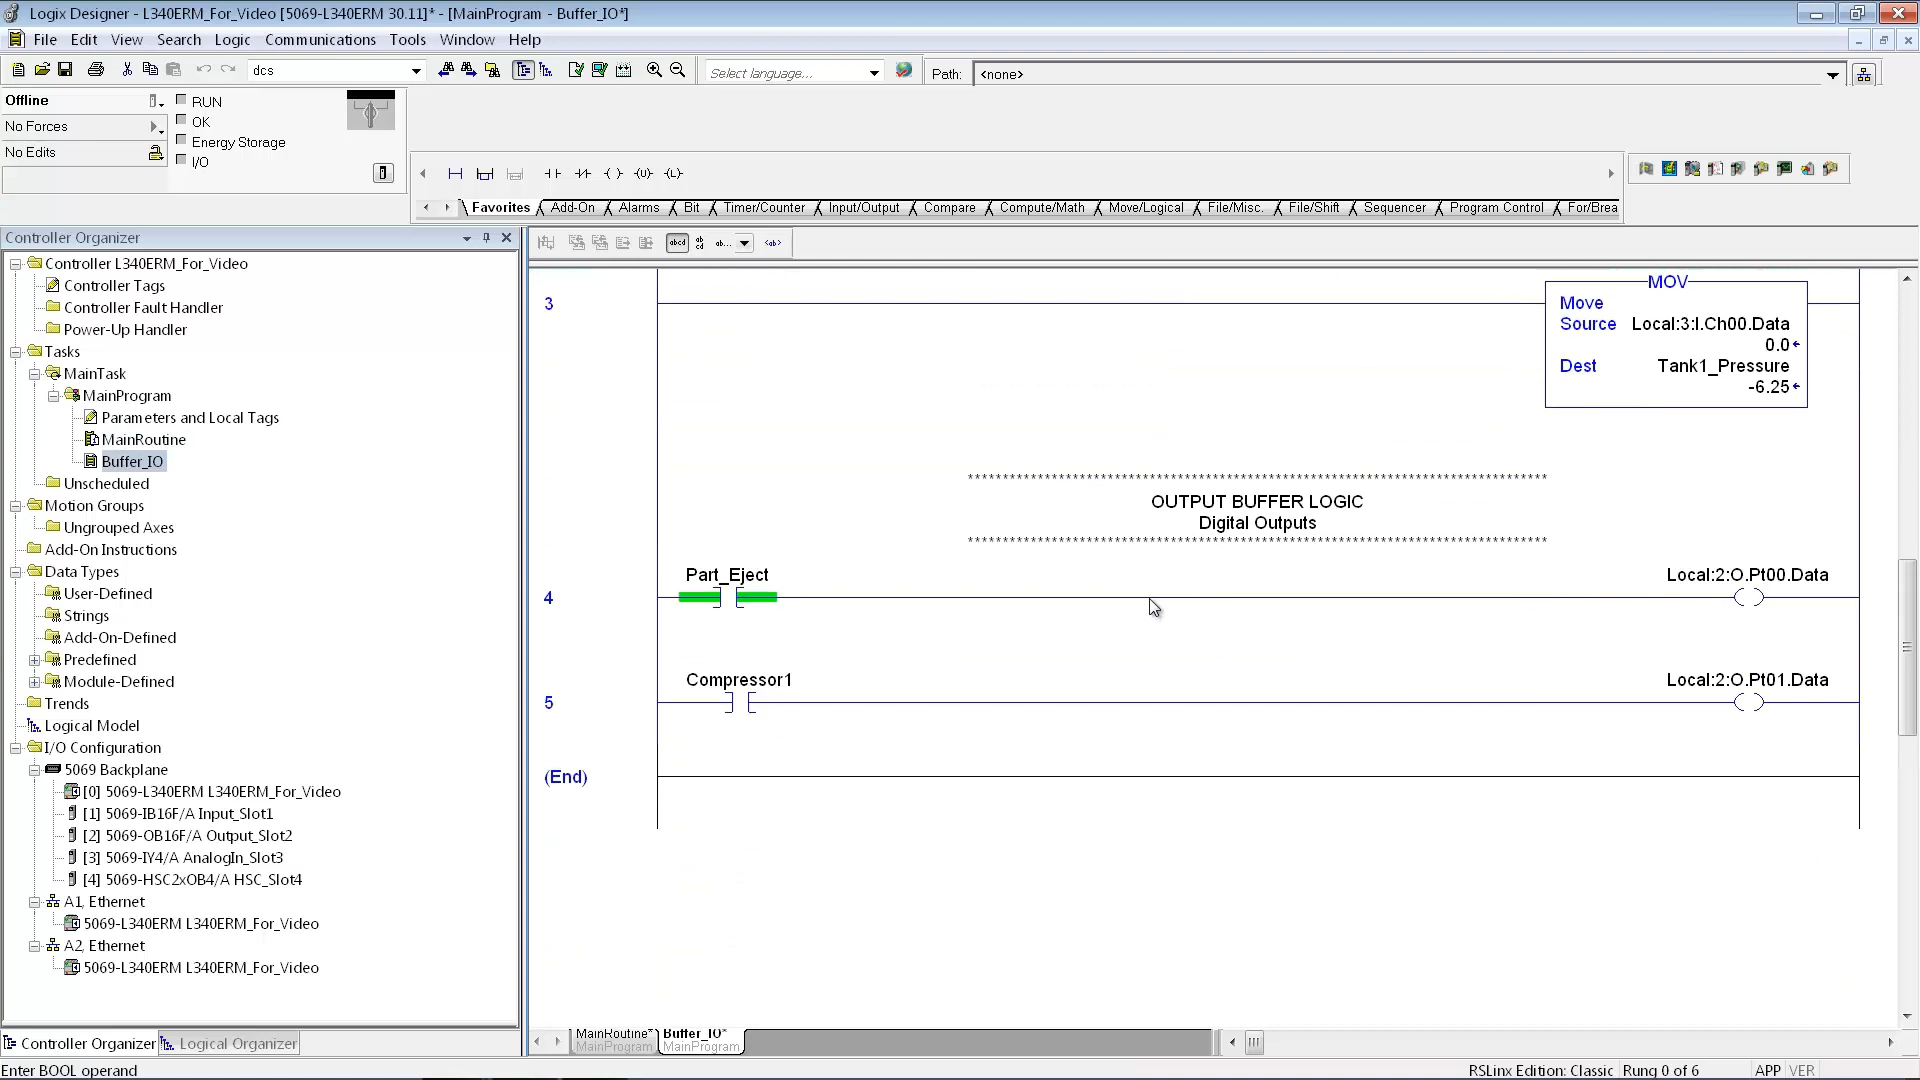 Logix Designer - L340ERM_For_Video [5069-L340ERM 30.11]* - [MainProgram - Buffer_IO*]
File Edit View Search Logic Communications Tools Window Help
dcs
Select language...
Path: <none>
Offline
RUN
No Forces
OK
No Edits
Energy Storage
I/O
Favorites Add-On Alarms Bit Timer/Counter Input/Output Compare Compute/Math Move/Logical File/Misc. File/Shift Sequencer Program Control For/Brea
Controller Organizer
Controller L340ERM_For_Video
Controller Tags
Controller Fault Handler
Power-Up Handler
Tasks
MainTask
MainProgram
Parameters and Local Tags
MainRoutine
Buffer_IO
Unscheduled
Motion Groups
Ungrouped Axes
Add-On Instructions
Data Types
User-Defined
Strings
Add-On-Defined
Predefined
Module-Defined
Trends
Logical Model
I/O Configuration
5069 Backplane
[0] 5069-L340ERM L340ERM_For_Video
[1] 5069-IB16F/A Input_Slot1
[2] 5069-OB16F/A Output_Slot2
[3] 5069-IY4/A AnalogIn_Slot3
[4] 5069-HSC2xOB4/A HSC_Slot4
A1, Ethernet
5069-L340ERM L340ERM_For_Video
A2, Ethernet
5069-L340ERM L340ERM_For_Video
Controller Organizer Logical Organizer
3
MOV
Move
Source Local:3:I.Ch00.Data
0.0
Dest Tank1_Pressure
-6.25
OUTPUT BUFFER LOGIC
Digital Outputs
Part_Eject Local:2:O.Pt00.Data
4
Compressor1 Local:2:O.Pt01.Data
5
(End)
MainRoutine* Buffer_IO*
MainProgram MainProgram
Enter BOOL operand
RSLinx Edition: Classic Rung 0 of 6 APP VER